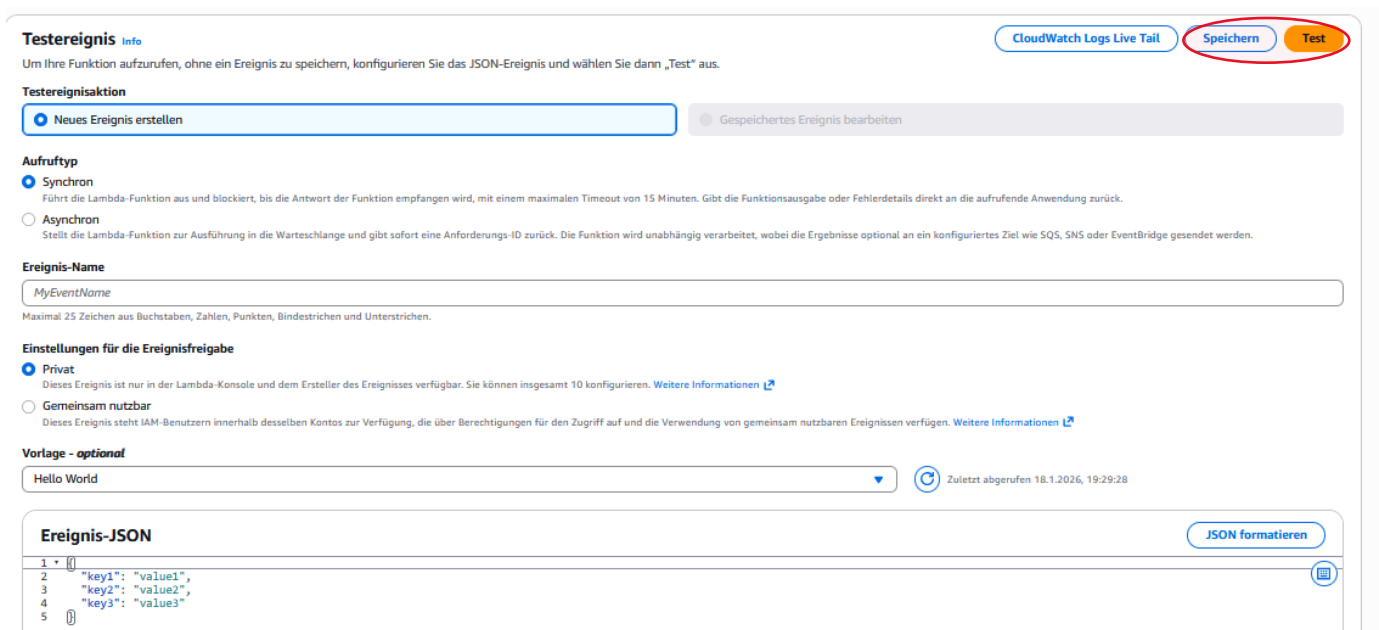 Testereignis Info
CloudWatch Logs Live Tail Speichern Test
Um Ihre Funktion aufzurufen, ohne ein Ereignis zu speichern, konfigurieren Sie das JSON-Ereignis und wählen Sie dann „Test" aus.
Testereignisaktion
Neues Ereignis erstellen
Gespeichertes Ereignis bearbeiten
Aufruftyp
Synchron
Führt die Lambda-Funktion aus und blockiert, bis die Antwort der Funktion empfangen wird, mit einem maximalen Timeout von 15 Minuten. Gibt die Funktionsausgabe oder Fehlerdetails direkt an die aufrufende Anwendung zurück.
Asynchron
Stellt die Lambda-Funktion zur Ausführung in die Warteschlange und gibt sofort eine Anforderungs-ID zurück. Die Funktion wird unabhängig verarbeitet, wobei die Ergebnisse optional an ein konfiguriertes Ziel wie SQS, SNS oder EventBridge gesendet werden.
Ereignis-Name
MyEventName
Maximal 25 Zeichen aus Buchstaben, Zahlen, Punkten, Bindestrichen und Unterstrichen.
Einstellungen für die Ereignisfreigabe
Privat
Dieses Ereignis ist nur in der Lambda-Konsole und dem Ersteller des Ereignisses verfügbar. Sie können insgesamt 10 konfigurieren. Weitere Informationen
Gemeinsam nutzbar
Dieses Ereignis steht IAM-Benutzern innerhalb desselben Kontos zur Verfügung, die über Berechtigungen für den Zugriff auf und die Verwendung von gemeinsam nutzbaren Ereignissen verfügen. Weitere Informationen
Vorlage - optional
Hello World
Zuletzt abgerufen 18.1.2026, 19:29:28
Ereignis-JSON
JSON formatieren
1 {
2 "key1": "value1",
3 "key2": "value2",
4 "key3": "value3"
5 }